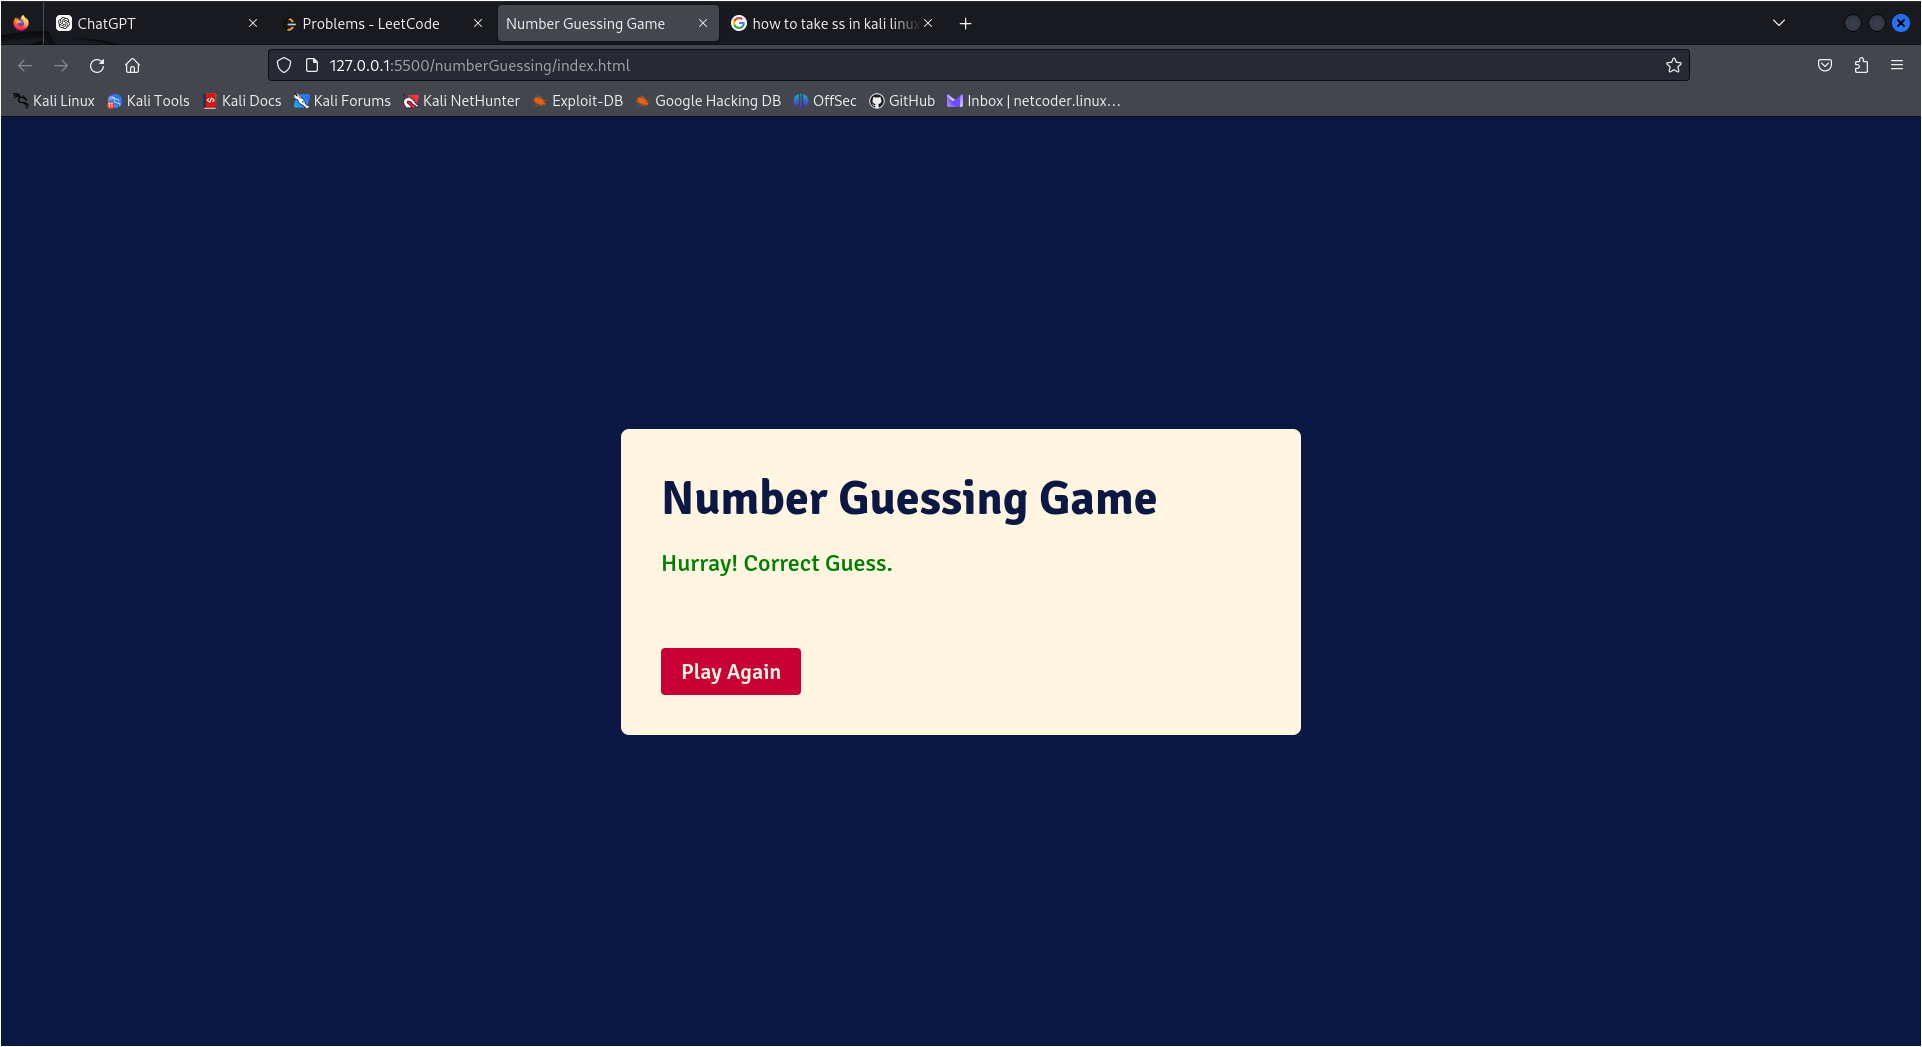 ChatGPT
Problems - LeetCode
Number Guessing Game
how to take ss in kali linux
127.0.0.1:5500/numberGuessing/index.html
Kali Linux
Kali Tools
Kali Docs
Kali Forums
Kali NetHunter
Exploit-DB
Google Hacking DB
OffSec
GitHub
Inbox | netcoder.linux…
Number Guessing Game
Hurray! Correct Guess.
Play Again